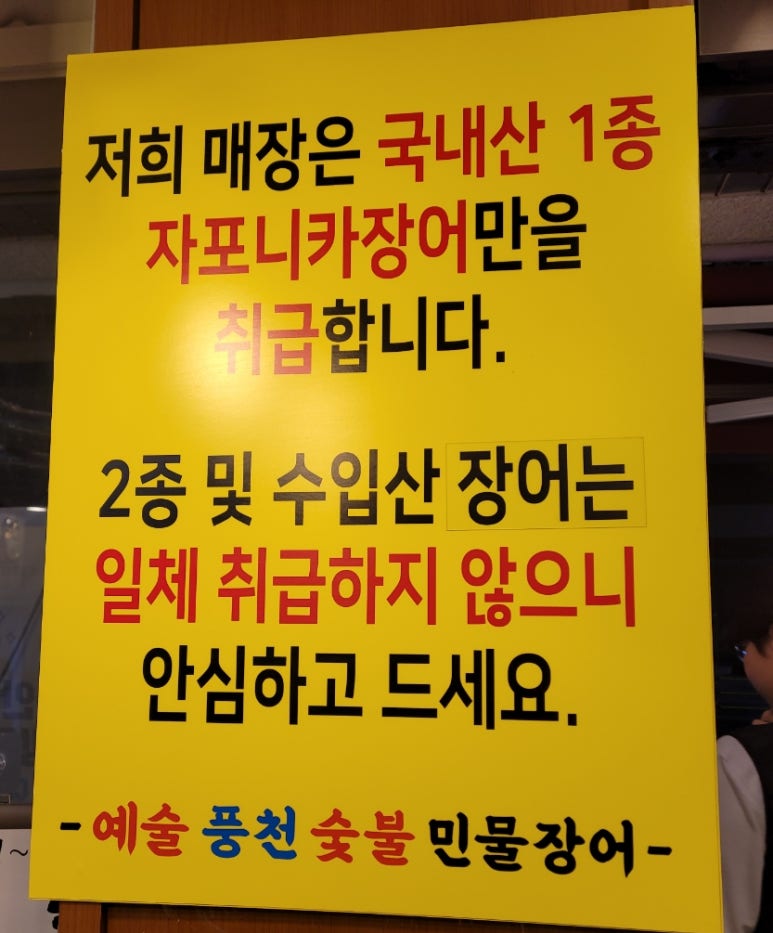 저희 매장은 국내산 1종
자포니카장어만을
취급합니다.
2종 및 수입산 장어는
일체 취급하지 않으니
안심하고 드세요.
- 예술 풍천 숯불 민물장어 -